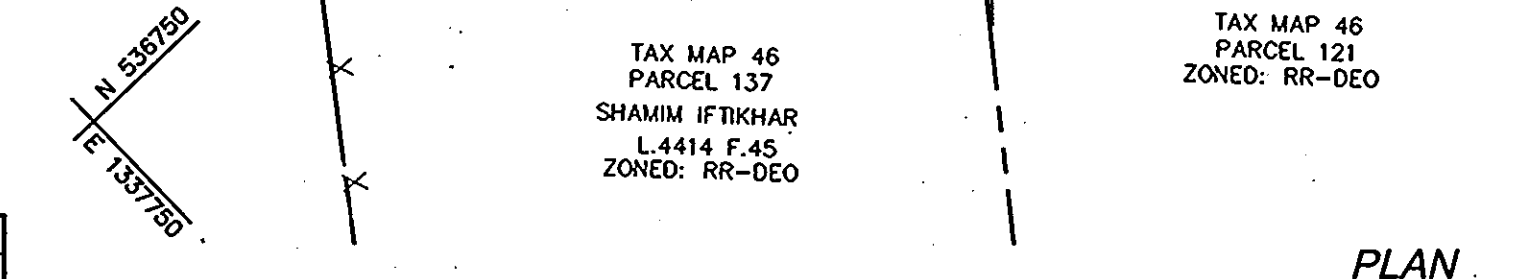 N 536750
E 1337750
TAX MAP 46
PARCEL 137
SHAMIM IFTIKHAR
L.4414 F.45
ZONED: RR-DEO
TAX MAP 46
PARCEL 121
ZONED: RR-DEO
PLAN